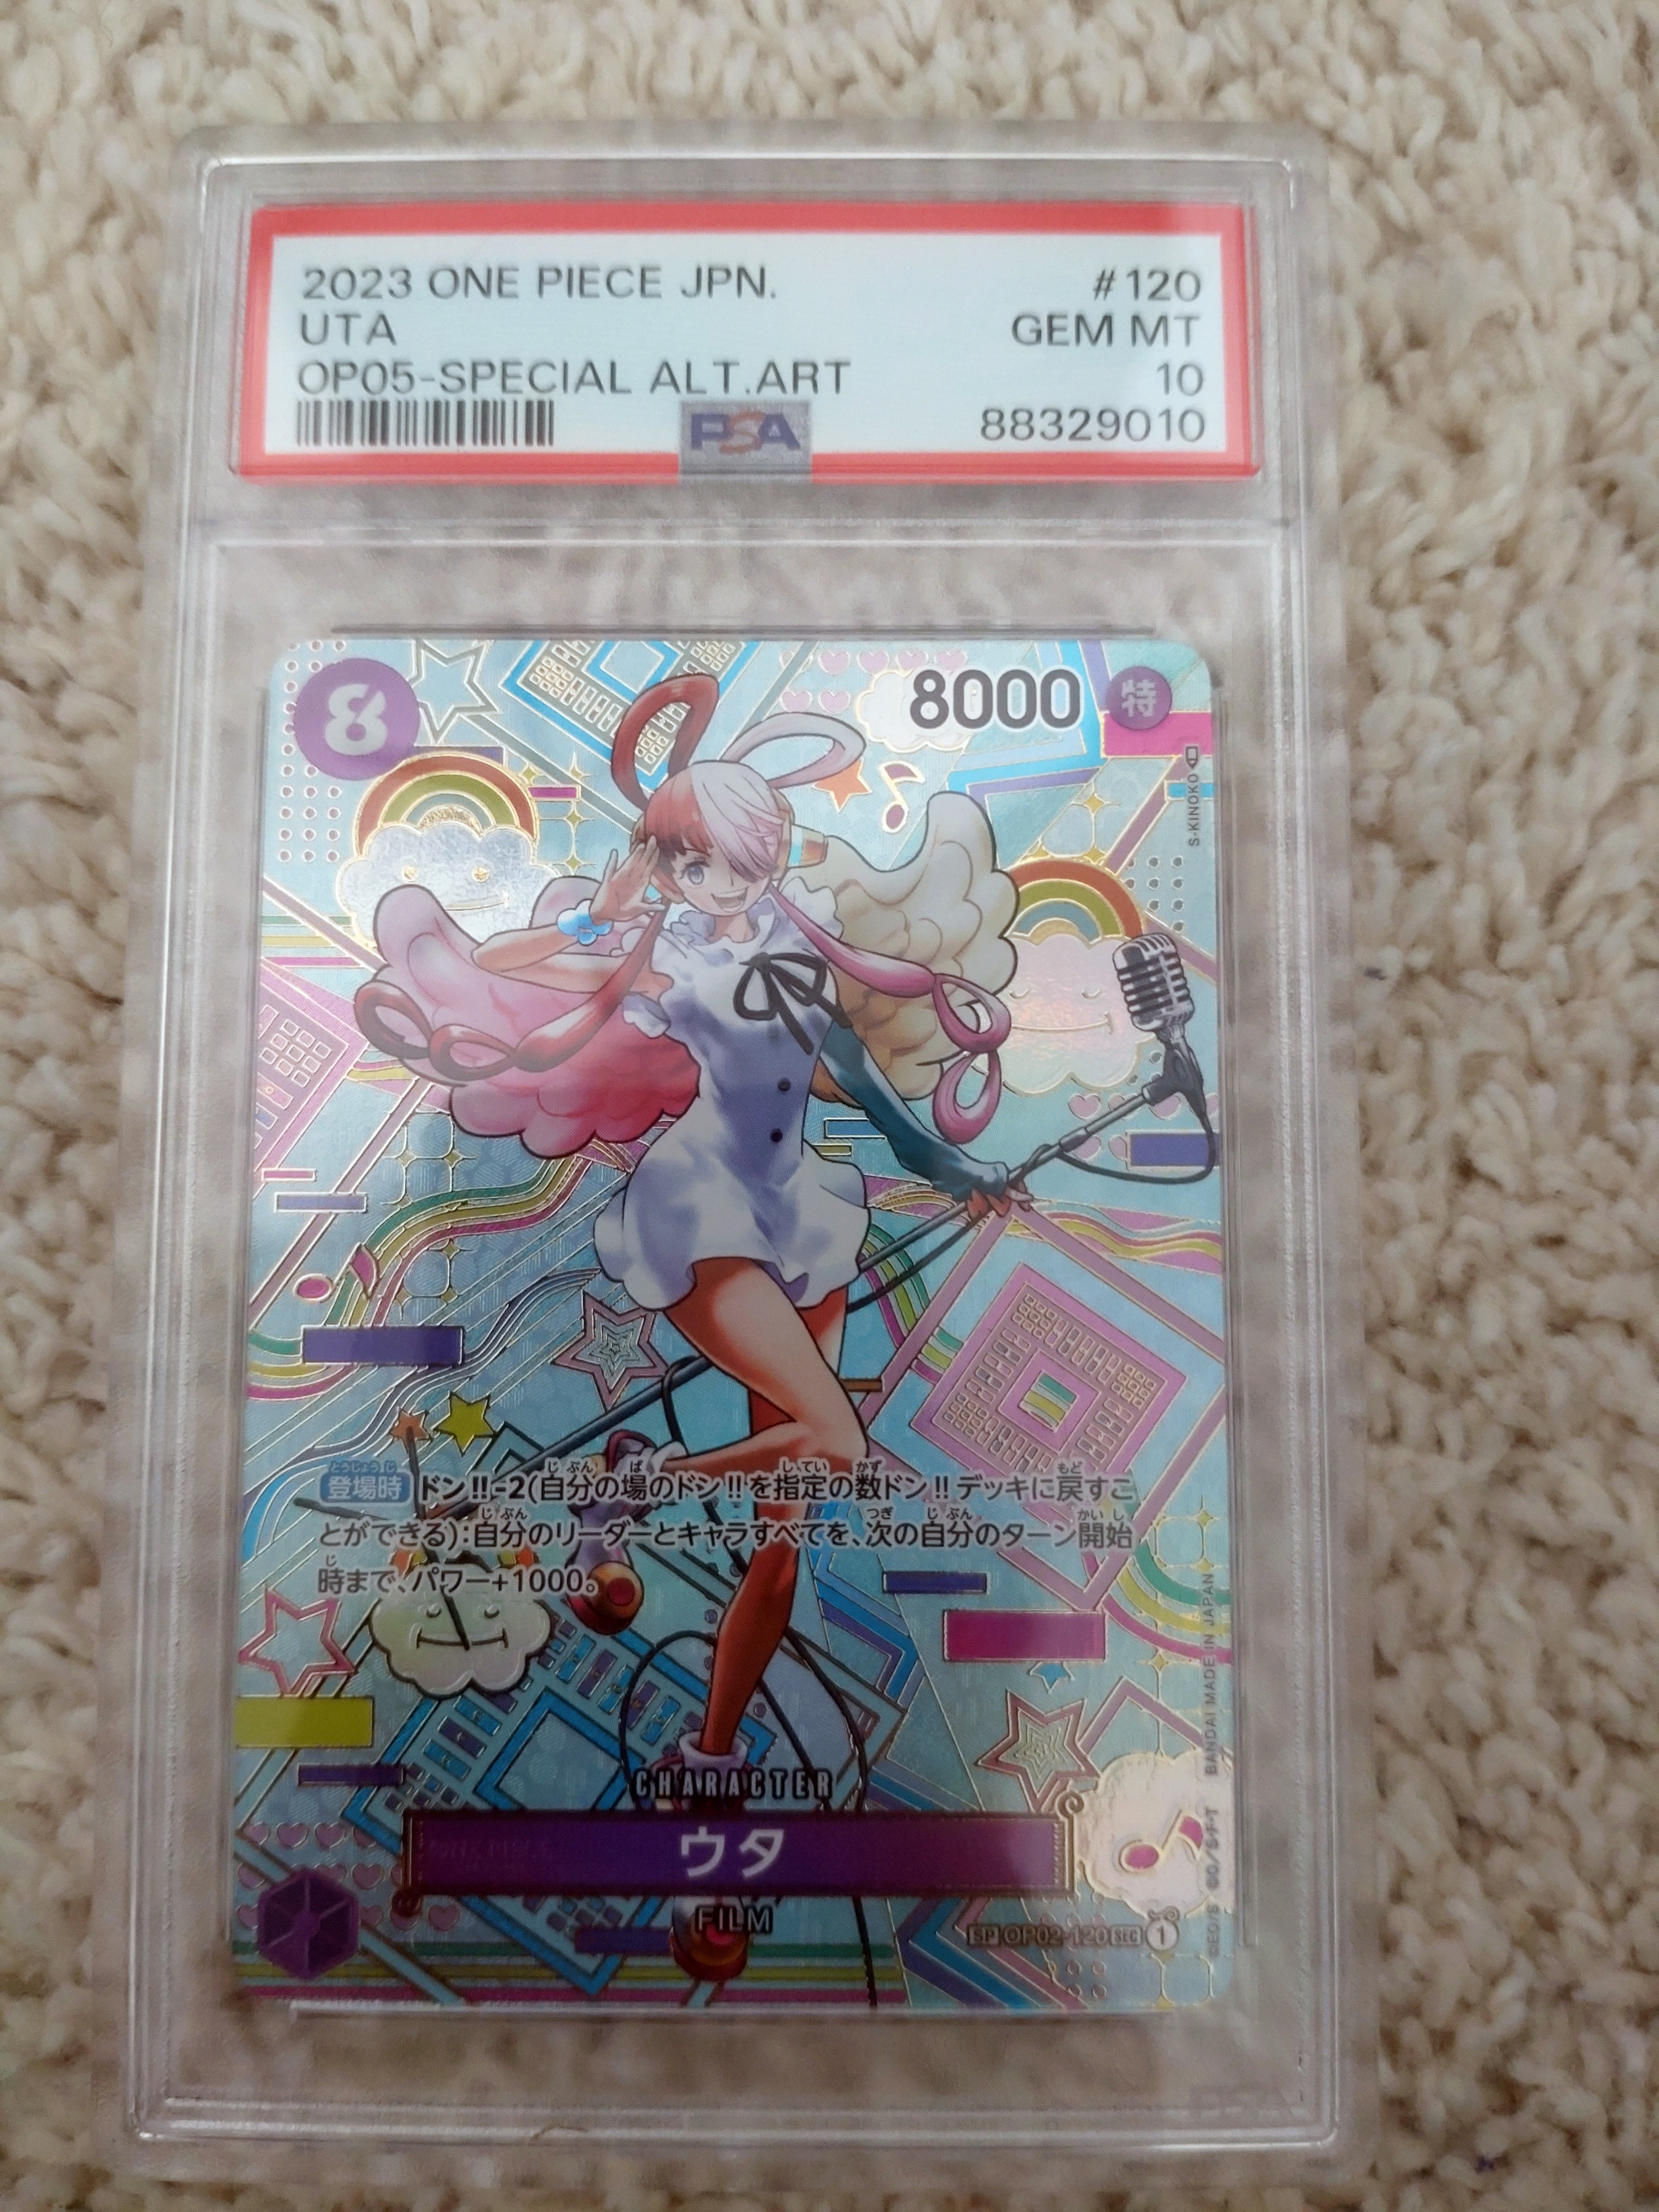 2023 ONE PIECE JPN. #120
UTA GEM MT
OP05-SPECIAL ALT.ART 10
PSA 88329010
8 8000 特
S-KINOKO
登場時 ドン!!-2(自分の場のドン!!を指定の数ドン!!デッキに戻すこ
とができる):自分のリーダーとキャラすべてを、次の自分のターン開始
時まで、パワー+1000。
BANDAI MADE IN JAPAN
CHARACTER
ウタ
FILM
SP OP02-120 SEC 1